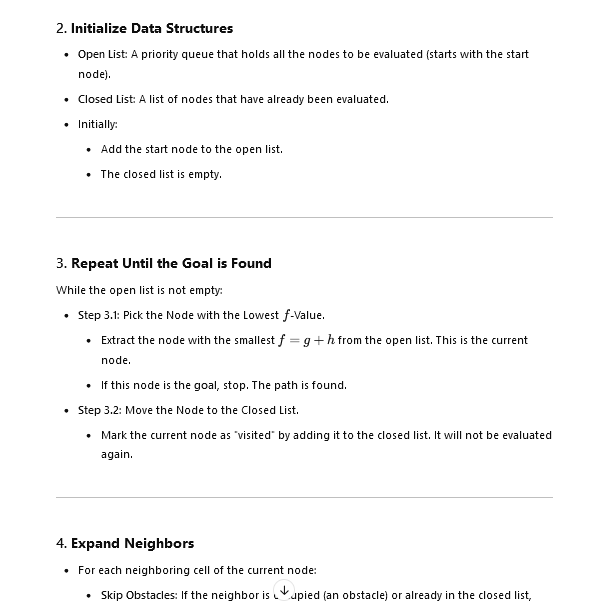 2. Initialize Data Structures
• Open List: A priority queue that holds all the nodes to be evaluated (starts with the start
node).
• Closed List: A list of nodes that have already been evaluated.
• Initially:
• Add the start node to the open list.
• The closed list is empty.
3. Repeat Until the Goal is Found
While the open list is not empty:
• Step 3.1: Pick the Node with the Lowest f-Value.
• Extract the node with the smallest f = g + h from the open list. This is the current
node.
• If this node is the goal, stop. The path is found.
• Step 3.2: Move the Node to the Closed List.
• Mark the current node as "visited" by adding it to the closed list. It will not be evaluated
again.
4. Expand Neighbors
• For each neighboring cell of the current node:
• Skip Obstacles: If the neighbor is (an obstacle) or already in the closed list,